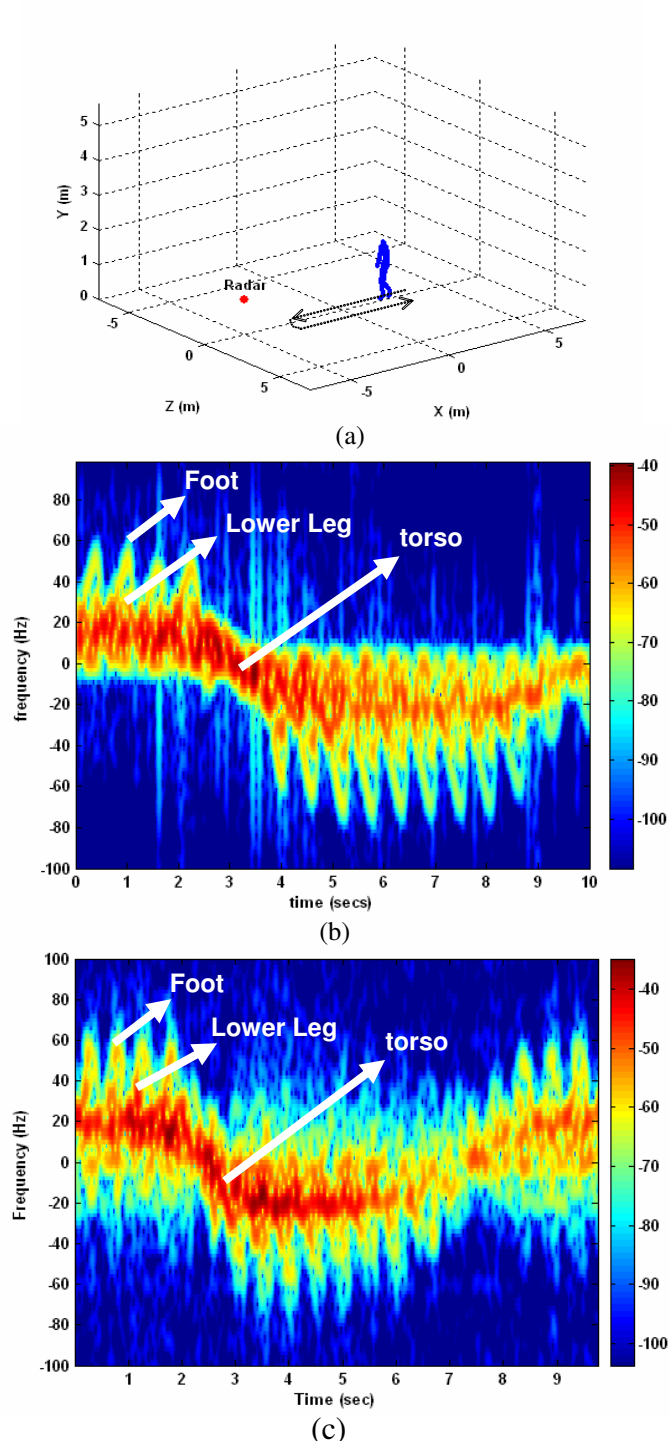 5
4
3
2
1
0
Y (m)
Radar
-5
0
5
Z (m)
-5
0
5
X (m)
(a)
Foot
Lower Leg
torso
80
60
40
20
0
-20
-40
-60
-80
-100
frequency (Hz)
0 1 2 3 4 5 6 7 8 9 10
time (secs)
-40
-50
-60
-70
-80
-90
-100
(b)
Foot
Lower Leg
torso
100
80
60
40
20
0
-20
-40
-60
-80
-100
Frequency (Hz)
1 2 3 4 5 6 7 8 9
Time (sec)
-40
-50
-60
-70
-80
-90
-100
(c)